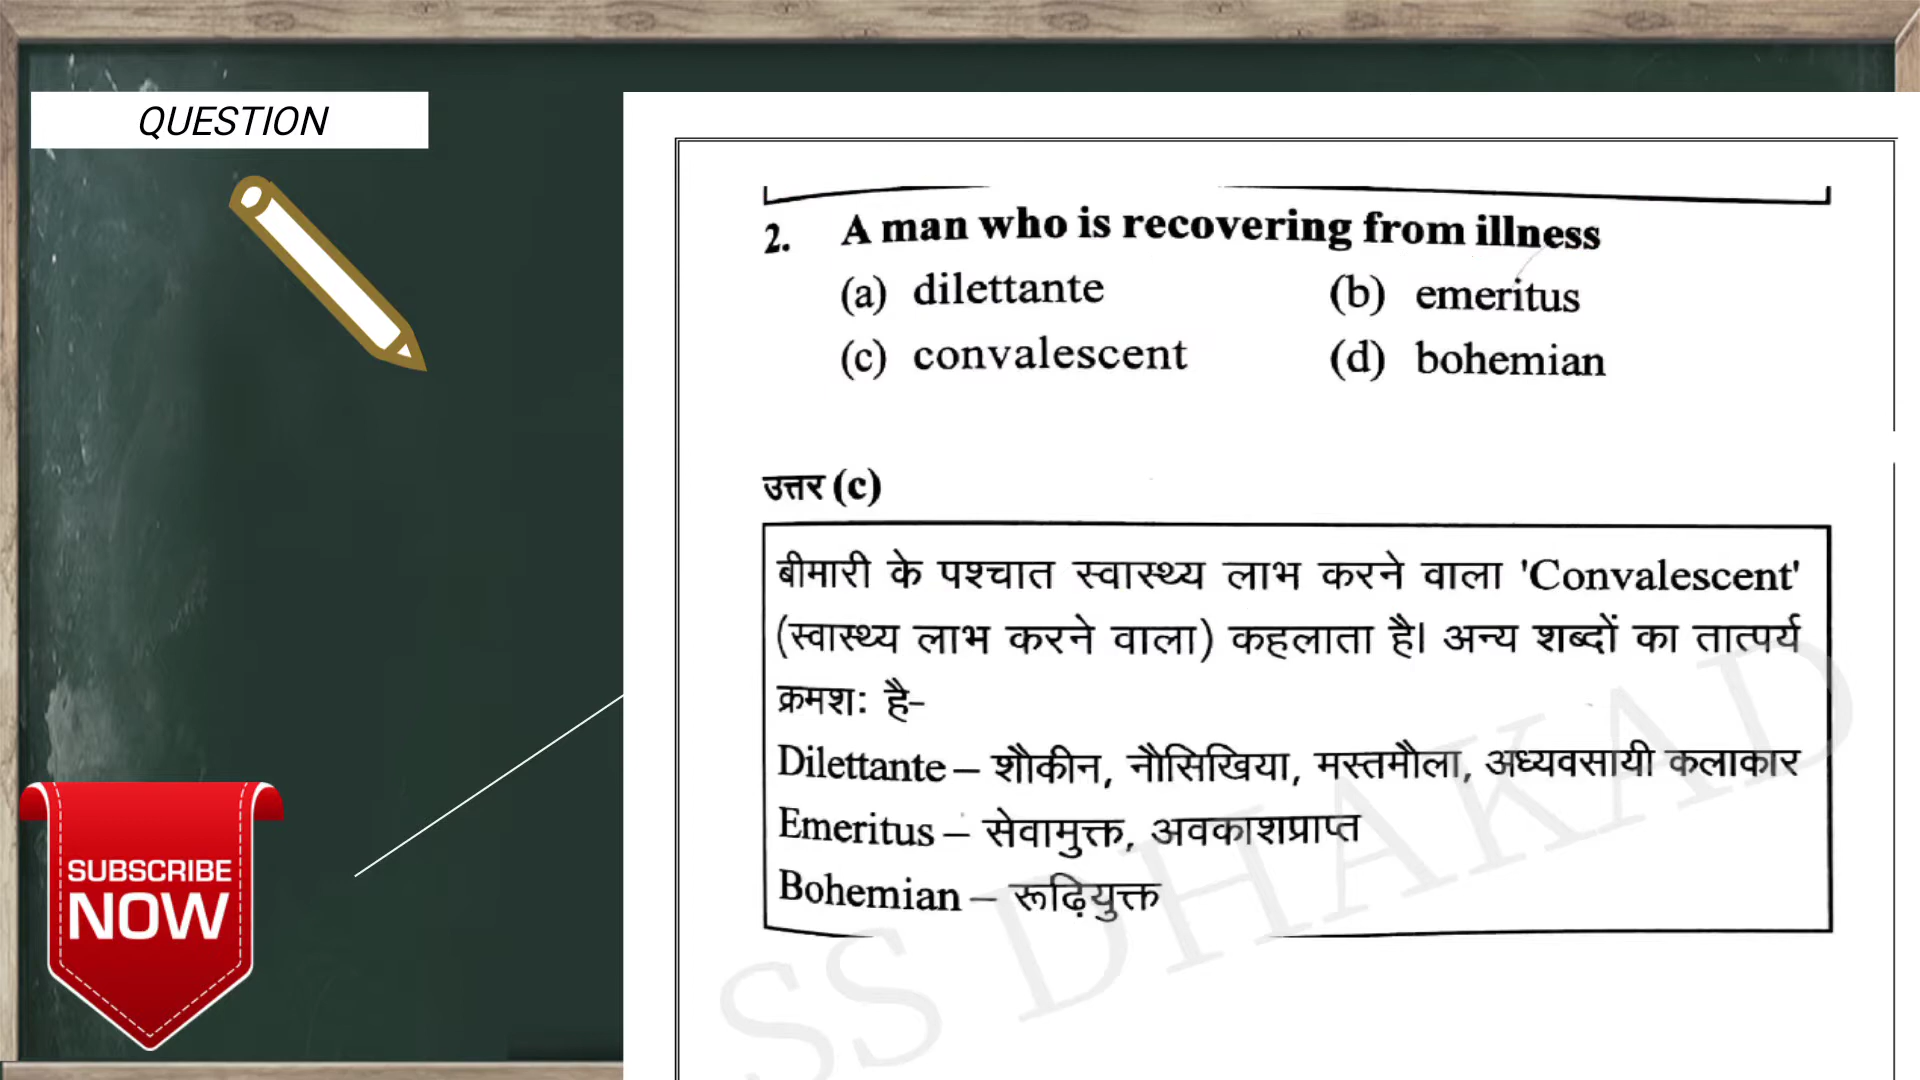 QUESTION
2. A man who is recovering from illness
(a) dilettante (b) emeritus
(c) convalescent (d) bohemian
उत्तर (c)
बीमारी के पश्चात स्वास्थ्य लाभ करने वाला 'Convalescent'
(स्वास्थ्य लाभ करने वाला) कहलाता है। अन्य शब्दों का तात्पर्य
क्रमशः है-
Dilettante – शौकीन, नौसिखिया, मस्तमौला, अध्यवसायी कलाकार
Emeritus – सेवामुक्त, अवकाशप्राप्त
Bohemian – रूढ़ियुक्त
SS DHAKAD
SUBSCRIBE
NOW